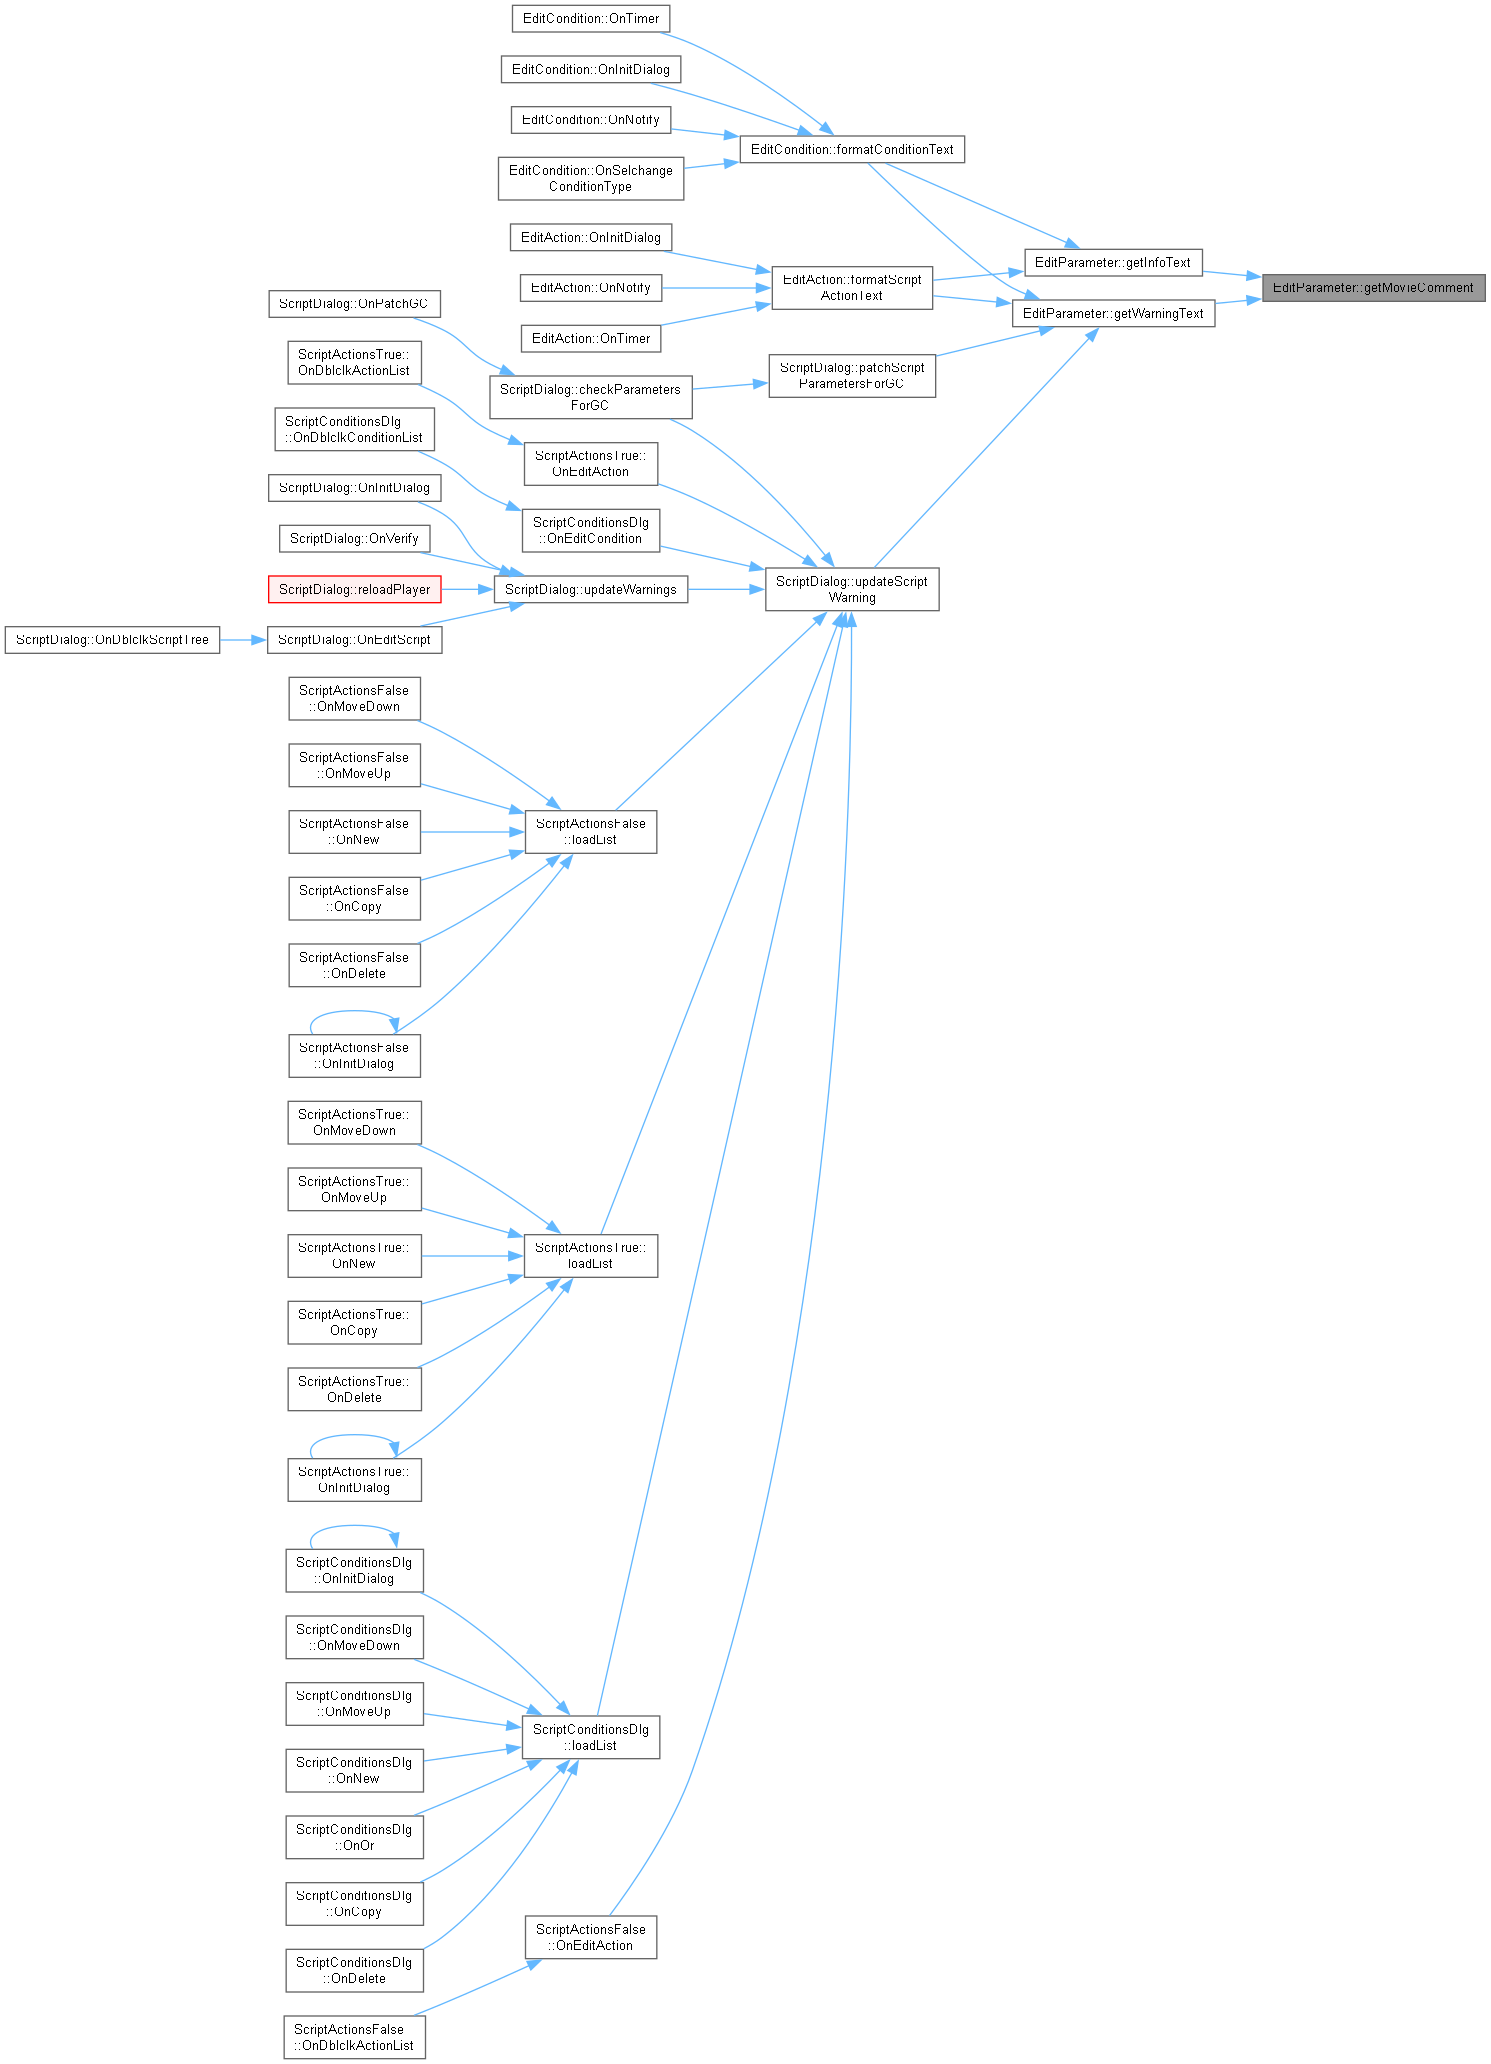 EditCondition::OnTimer
EditCondition::OnInitDialog
EditCondition::OnNotify
EditCondition::formatConditionText
EditCondition::OnSelchange
ConditionType
EditAction::OnInitDialog
EditParameter::getInfoText
EditAction::formatScript
ActionText
EditAction::OnNotify
EditParameter::getMovieComment
ScriptDialog::OnPatchGC
EditParameter::getWarningText
EditAction::OnTimer
ScriptActionsTrue::
OnDblclkActionList
ScriptDialog::patchScript
ParametersForGC
ScriptDialog::checkParameters
ForGC
ScriptConditionsDlg
::OnDblclkConditionList
ScriptActionsTrue::
OnEditAction
ScriptDialog::OnInitDialog
ScriptConditionsDlg
::OnEditCondition
ScriptDialog::OnVerify
ScriptDialog::reloadPlayer
ScriptDialog::updateWarnings
ScriptDialog::updateScript
Warning
ScriptDialog::OnDblclkScriptTree
ScriptDialog::OnEditScript
ScriptActionsFalse
::OnMoveDown
ScriptActionsFalse
::OnMoveUp
ScriptActionsFalse
::OnNew
ScriptActionsFalse
::loadList
ScriptActionsFalse
::OnCopy
ScriptActionsFalse
::OnDelete
ScriptActionsFalse
::OnInitDialog
ScriptActionsTrue::
OnMoveDown
ScriptActionsTrue::
OnMoveUp
ScriptActionsTrue::
OnNew
ScriptActionsTrue::
loadList
ScriptActionsTrue::
OnCopy
ScriptActionsTrue::
OnDelete
ScriptActionsTrue::
OnInitDialog
ScriptConditionsDlg
::OnInitDialog
ScriptConditionsDlg
::OnMoveDown
ScriptConditionsDlg
::OnMoveUp
ScriptConditionsDlg
::loadList
ScriptConditionsDlg
::OnNew
ScriptConditionsDlg
::OnOr
ScriptConditionsDlg
::OnCopy
ScriptActionsFalse
::OnEditAction
ScriptConditionsDlg
::OnDelete
ScriptActionsFalse
::OnDblclkActionList